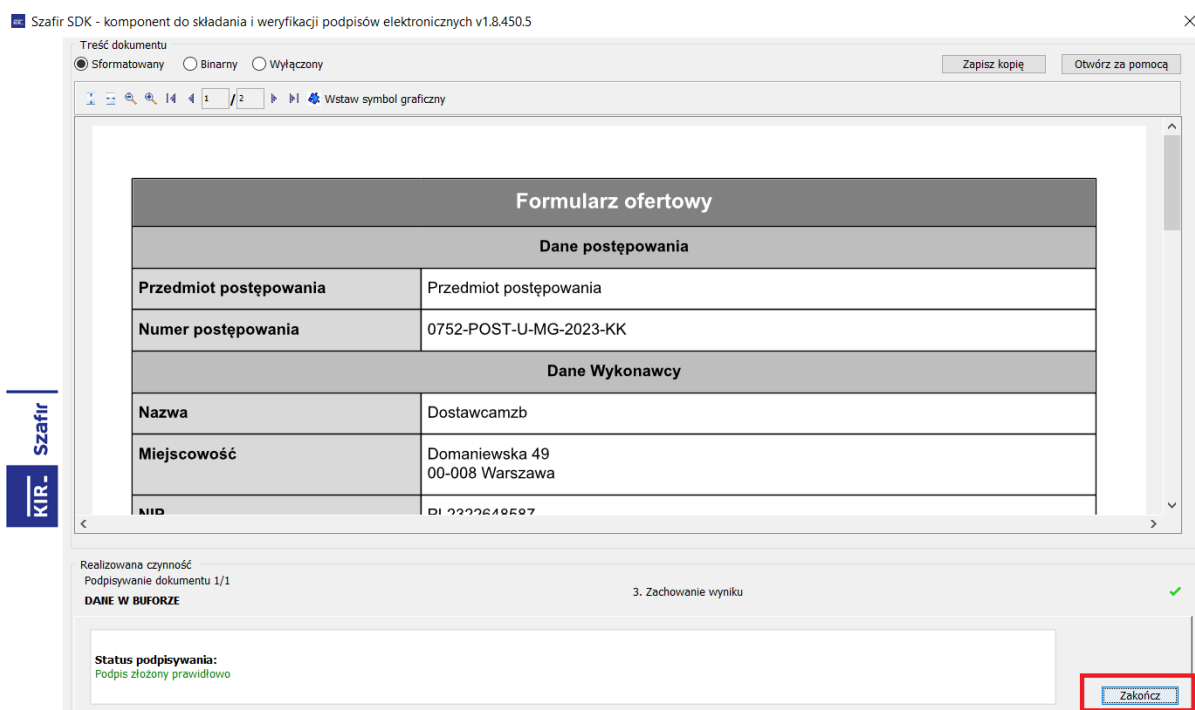 Szafir SDK - komponent do składania i weryfikacji podpisów elektronicznych v1.8.450.5
Treść dokumentu
Sformatowany Binarny Wyłączony Zapisz kopię Otwórz za pomocą
1 / 2 Wstaw symbol graficzny
Formularz ofertowy
Dane postępowania
Przedmiot postępowania Przedmiot postępowania
Numer postępowania 0752-POST-U-MG-2023-KK
Dane Wykonawcy
Nazwa Dostawcamzb
Miejscowość Domaniewska 49
00-008 Warszawa
NIP PL2322648587
Szafir
KIR
Realizowana czynność
Podpisywanie dokumentu 1/1
DANE W BUFORZE
3. Zachowanie wyniku
Status podpisywania:
Podpis złożony prawidłowo
Zakończ